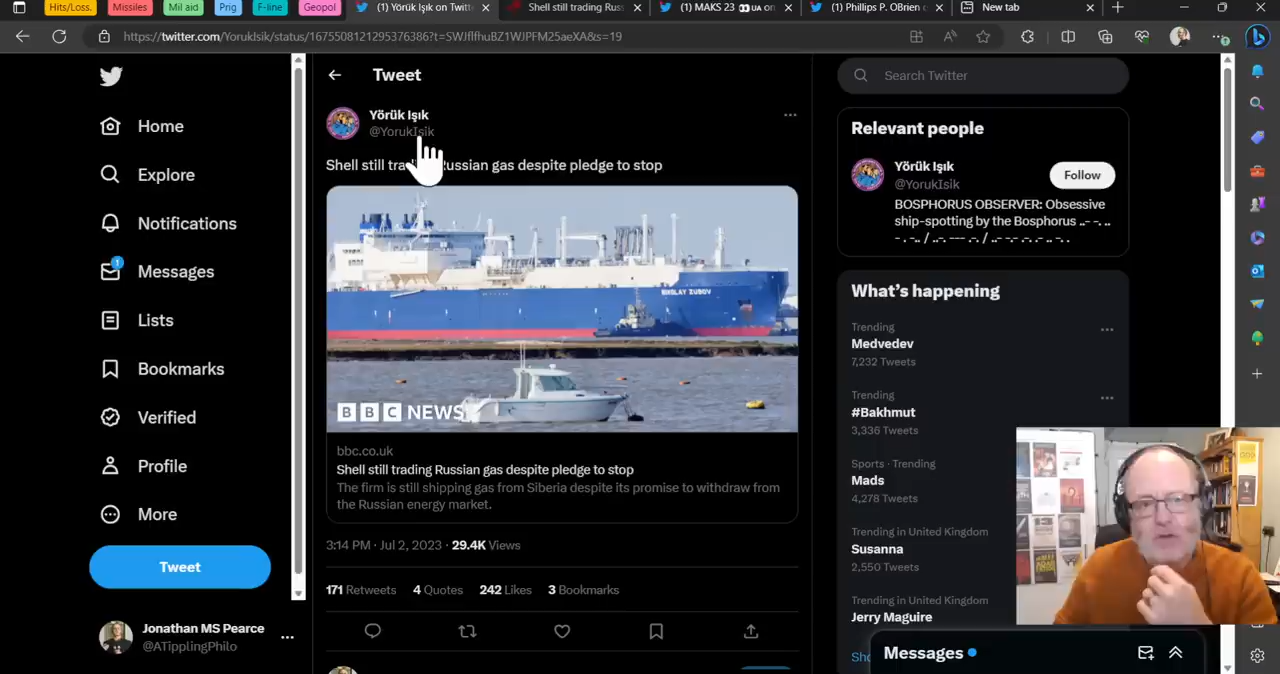 Hits/Loss.
Missiles
Mil aid
Prig
F-line
Geopol
(1) Yörük Işık on Twitte
Shell still trading Russ
(1) MAKS 23 UA on
(1) Phillips P. OBrien
New tab
https://twitter.com/YorukIsik/status/1675508121295376386?t=SWJflfhuBZ1WJPFM25aeXA&s=19
Home
Explore
Notifications
1
Messages
Lists
Bookmarks
Verified
Profile
More
Tweet
Jonathan MS Pearce
@ATipplingPhilo
Tweet
Yörük Işık
@YorukIsik
Shell still Russian gas despite pledge to stop
NIKOLAY ZUBOV
BBC NEWS
bbc.co.uk
Shell still trading Russian gas despite pledge to stop
The firm is still shipping gas from Siberia despite its promise to withdraw from
the Russian energy market.
3:14 PM · Jul 2, 2023 · 29.4K Views
171 Retweets 4 Quotes 242 Likes 3 Bookmarks
Search Twitter
Relevant people
Yörük Işık
@YorukIsik
Follow
BOSPHORUS OBSERVER: Obsessive
ship-spotting by the Bosphorus
What's happening
Trending
Medvedev
7,232 Tweets
Trending
#Bakhmut
3,336 Tweets
Sports · Trending
Mads
4,278 Tweets
Trending in United Kingdom
Susanna
2,550 Tweets
Trending in United Kingdom
Jerry Maguire
Messages